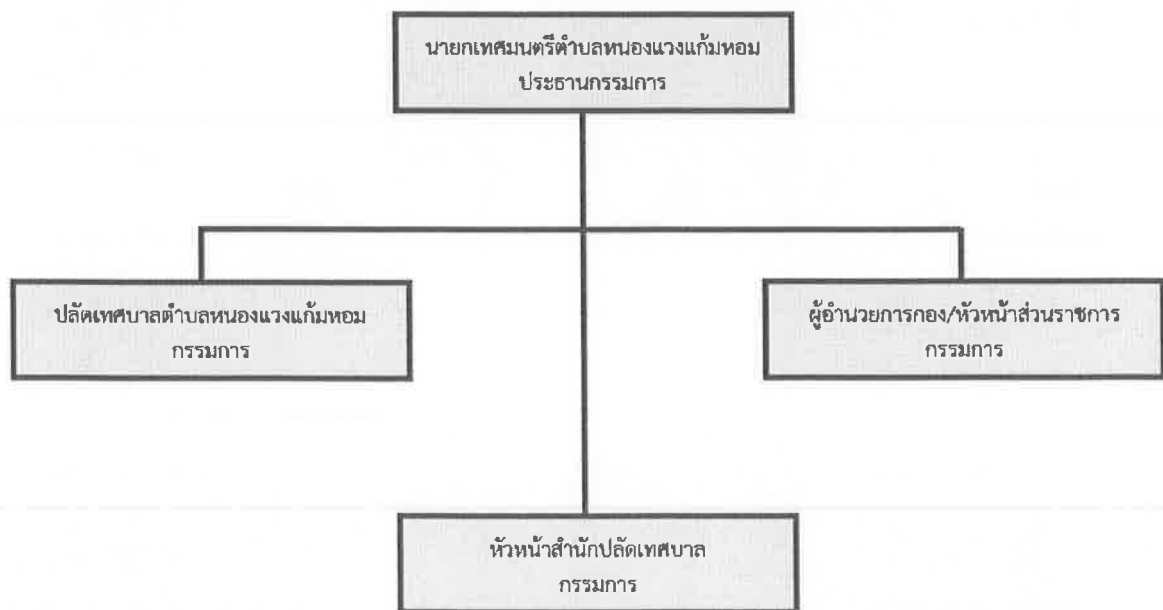 นายกเทศมนตรีตำบลหนองแวงแก้มหอม
ประธานกรรมการ
ปลัดเทศบาลตำบลหนองแวงแก้มหอม
กรรมการ
ผู้อำนวยการกอง/หัวหน้าส่วนราชการ
กรรมการ
หัวหน้าสำนักปลัดเทศบาล
กรรมการ